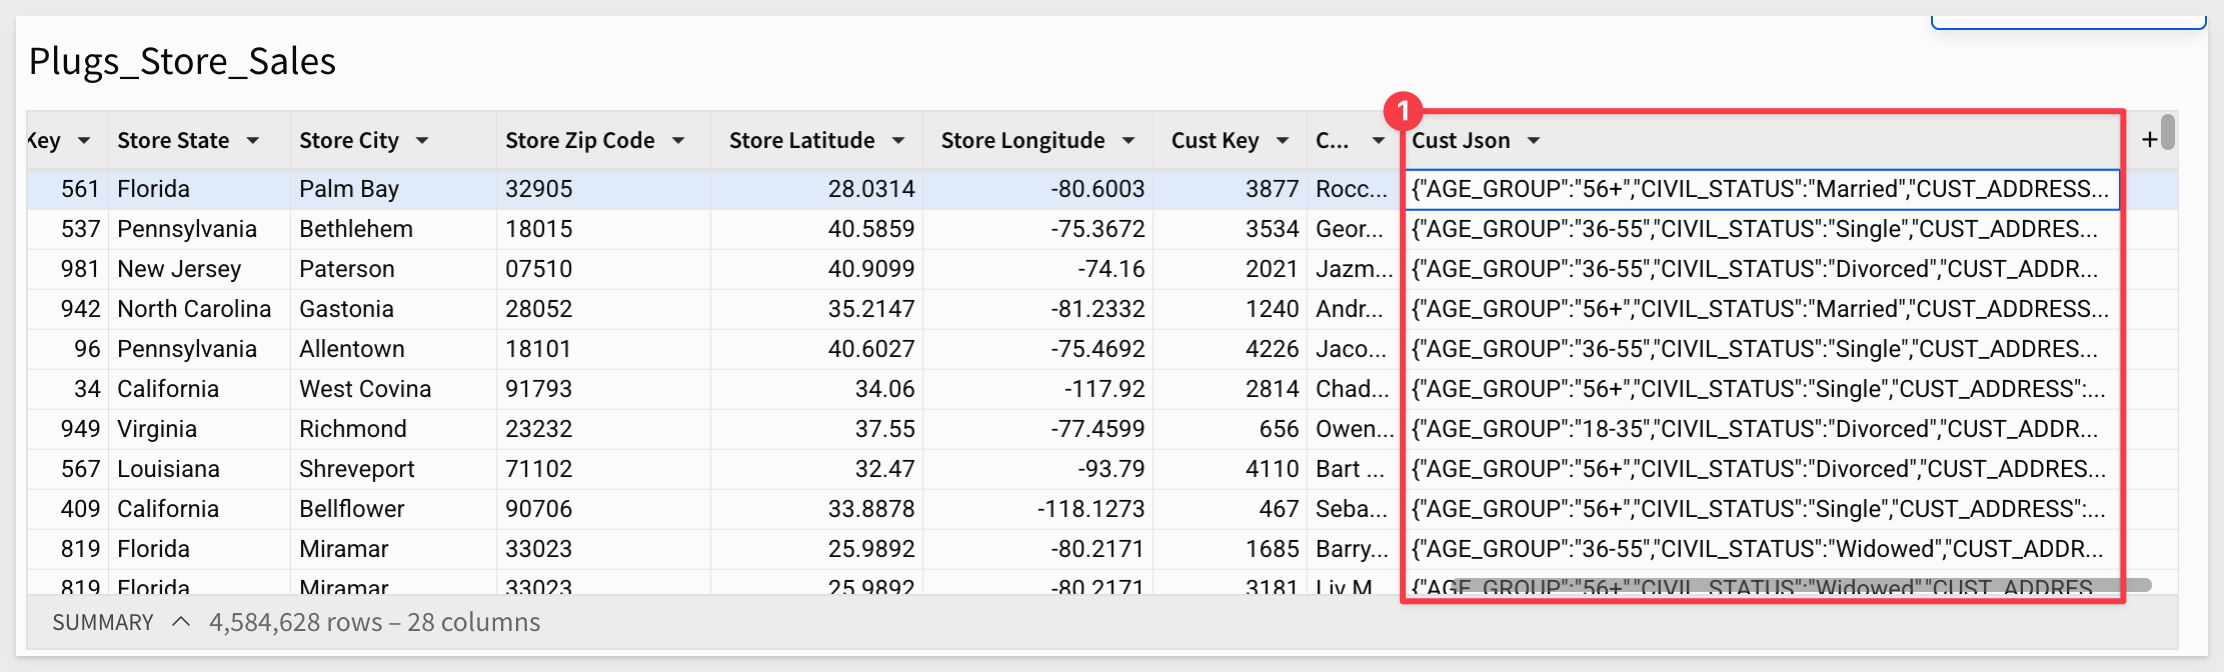 Plugs_Store_Sales
1
Key Store State Store City Store Zip Code Store Latitude Store Longitude Cust Key C... Cust Json +
561 Florida Palm Bay 32905 28.0314 -80.6003 3877 Rocc... {"AGE_GROUP":"56+","CIVIL_STATUS":"Married","CUST_ADDRESS...
537 Pennsylvania Bethlehem 18015 40.5859 -75.3672 3534 Geor... {"AGE_GROUP":"36-55","CIVIL_STATUS":"Single","CUST_ADDRES...
981 New Jersey Paterson 07510 40.9099 -74.16 2021 Jazm... {"AGE_GROUP":"36-55","CIVIL_STATUS":"Divorced","CUST_ADDR...
942 North Carolina Gastonia 28052 35.2147 -81.2332 1240 Andr... {"AGE_GROUP":"56+","CIVIL_STATUS":"Married","CUST_ADDRESS...
96 Pennsylvania Allentown 18101 40.6027 -75.4692 4226 Jaco... {"AGE_GROUP":"36-55","CIVIL_STATUS":"Single","CUST_ADDRES...
34 California West Covina 91793 34.06 -117.92 2814 Chad... {"AGE_GROUP":"56+","CIVIL_STATUS":"Single","CUST_ADDRESS":...
949 Virginia Richmond 23232 37.55 -77.4599 656 Owen... {"AGE_GROUP":"18-35","CIVIL_STATUS":"Divorced","CUST_ADDR...
567 Louisiana Shreveport 71102 32.47 -93.79 4110 Bart ... {"AGE_GROUP":"56+","CIVIL_STATUS":"Divorced","CUST_ADDRES...
409 California Bellflower 90706 33.8878 -118.1273 467 Seba... {"AGE_GROUP":"56+","CIVIL_STATUS":"Single","CUST_ADDRESS":...
819 Florida Miramar 33023 25.9892 -80.2171 1685 Barry... {"AGE_GROUP":"36-55","CIVIL_STATUS":"Widowed","CUST_ADDR...
819 Florida Miramar 33023 25.9892 -80.2171 3181 Liv M... {"AGE_GROUP":"56+","CIVIL_STATUS":"Widowed","CUST_ADDRES...
SUMMARY 4,584,628 rows – 28 columns